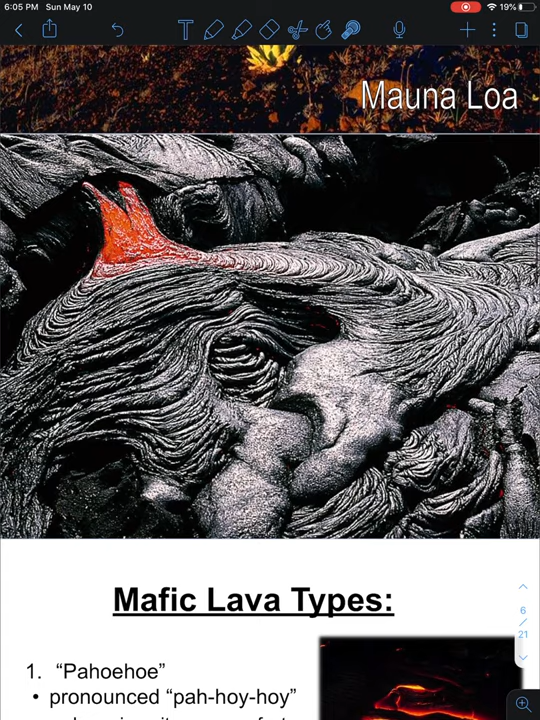 6:05 PM Sun May 10
19%
T
Mauna Loa
Mafic Lava Types:
6
/
21
1. “Pahoehoe”
• pronounced “pah-hoy-hoy”